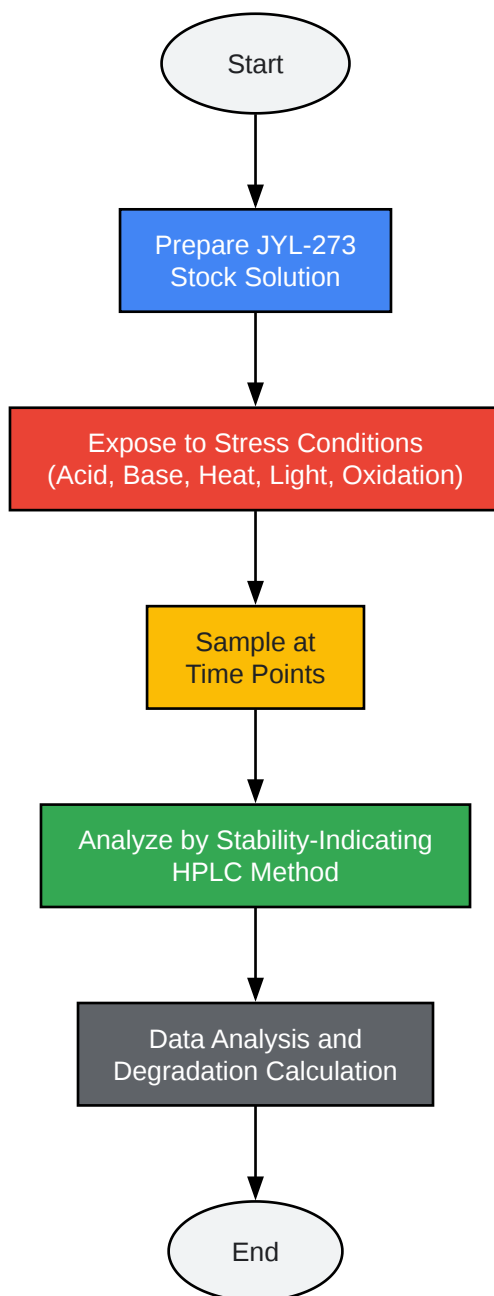 Start
Prepare JYL-273
Stock Solution
Expose to Stress Conditions
(Acid, Base, Heat, Light, Oxidation)
Sample at
Time Points
Analyze by Stability-Indicating
HPLC Method
Data Analysis and
Degradation Calculation
End